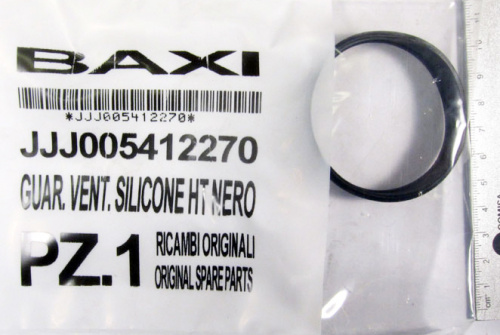 BAXI
*JJJ005412270*
JJJ005412270
GUAR. VENT. SILICONE HT NERO
PZ.1
RICAMBI ORIGINALI
ORIGINAL SPARE PARTS